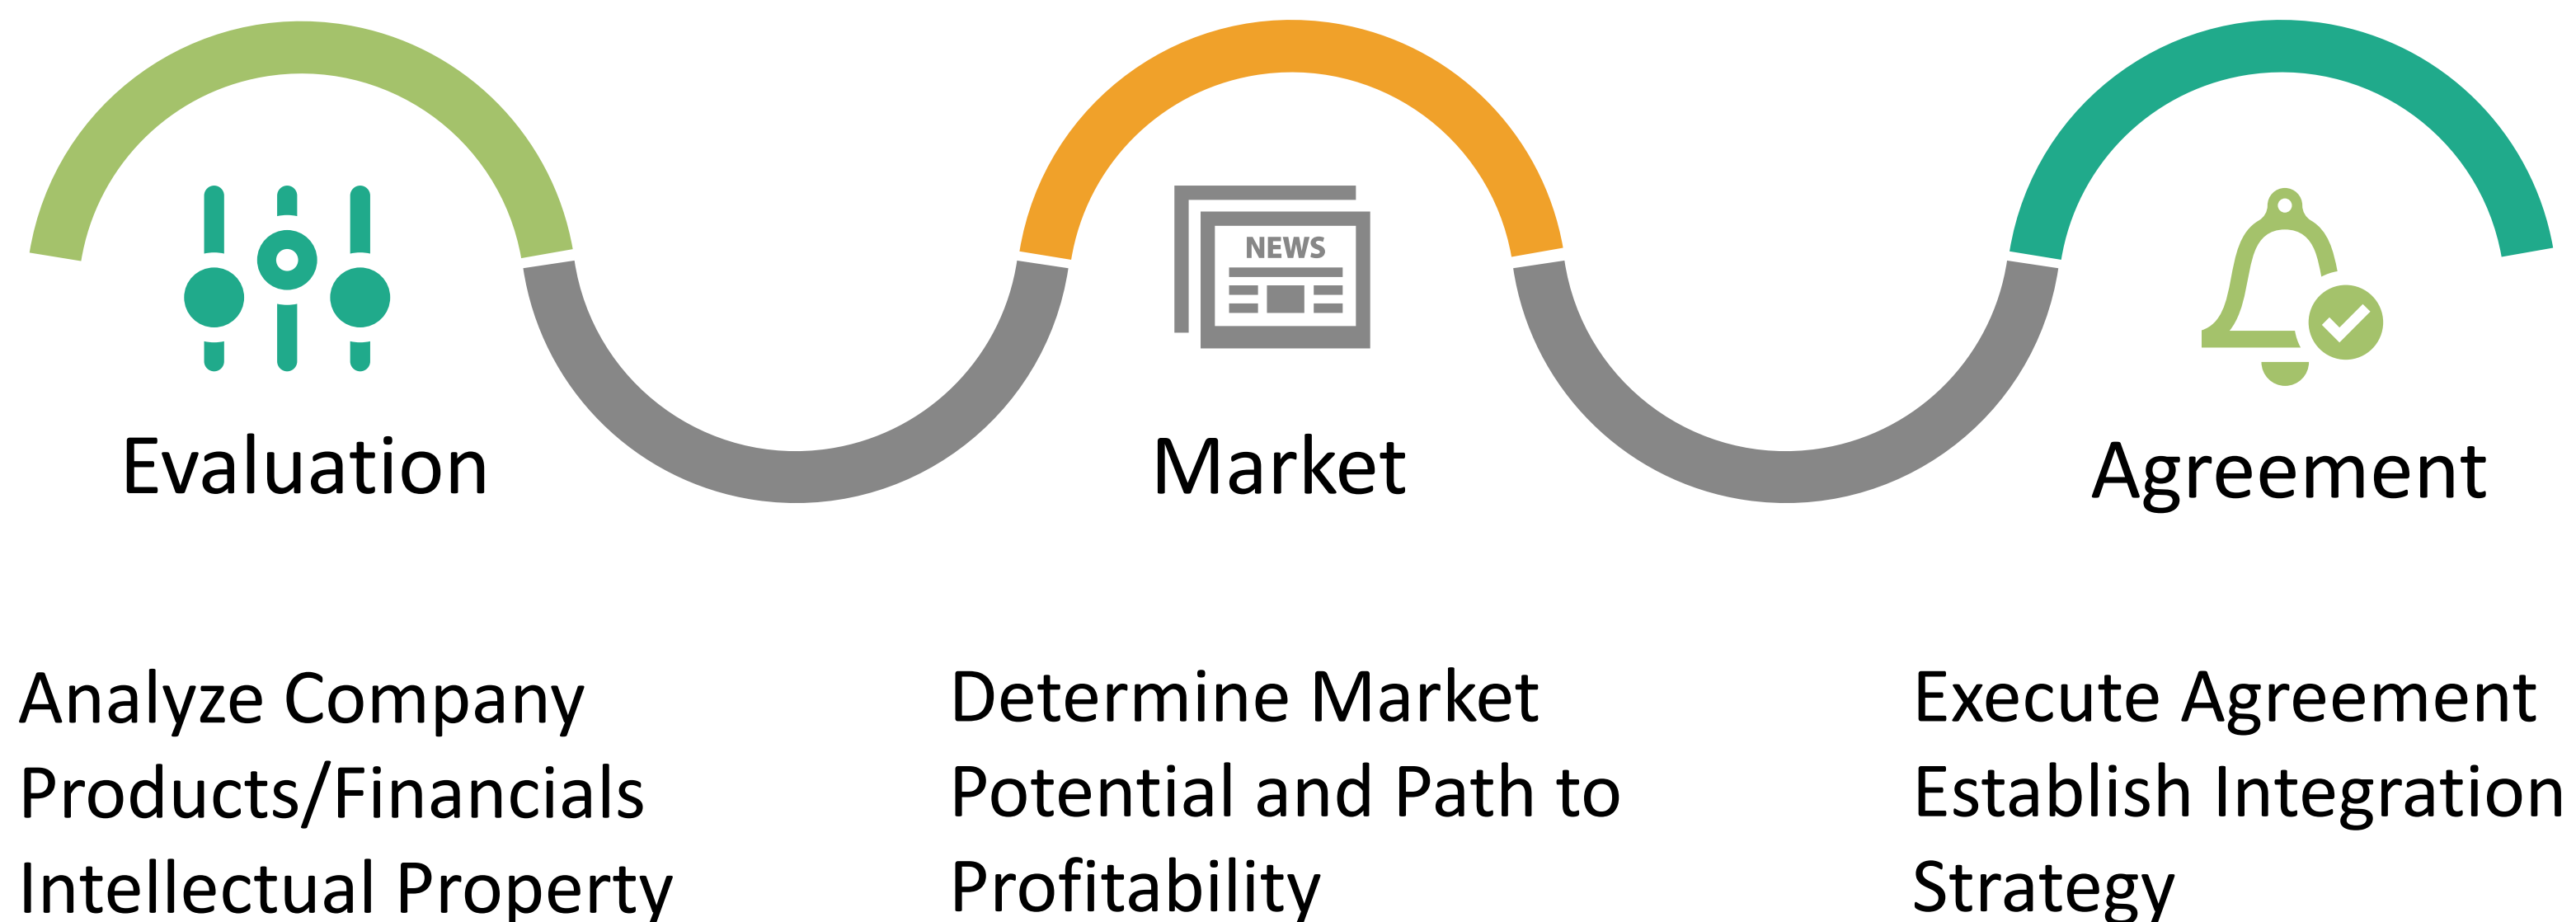 NEWS
Evaluation
Market
Agreement
Analyze Company
Products/Financials
Intellectual Property
Determine Market
Potential and Path to
Profitability
Execute Agreement
Establish Integration
Strategy